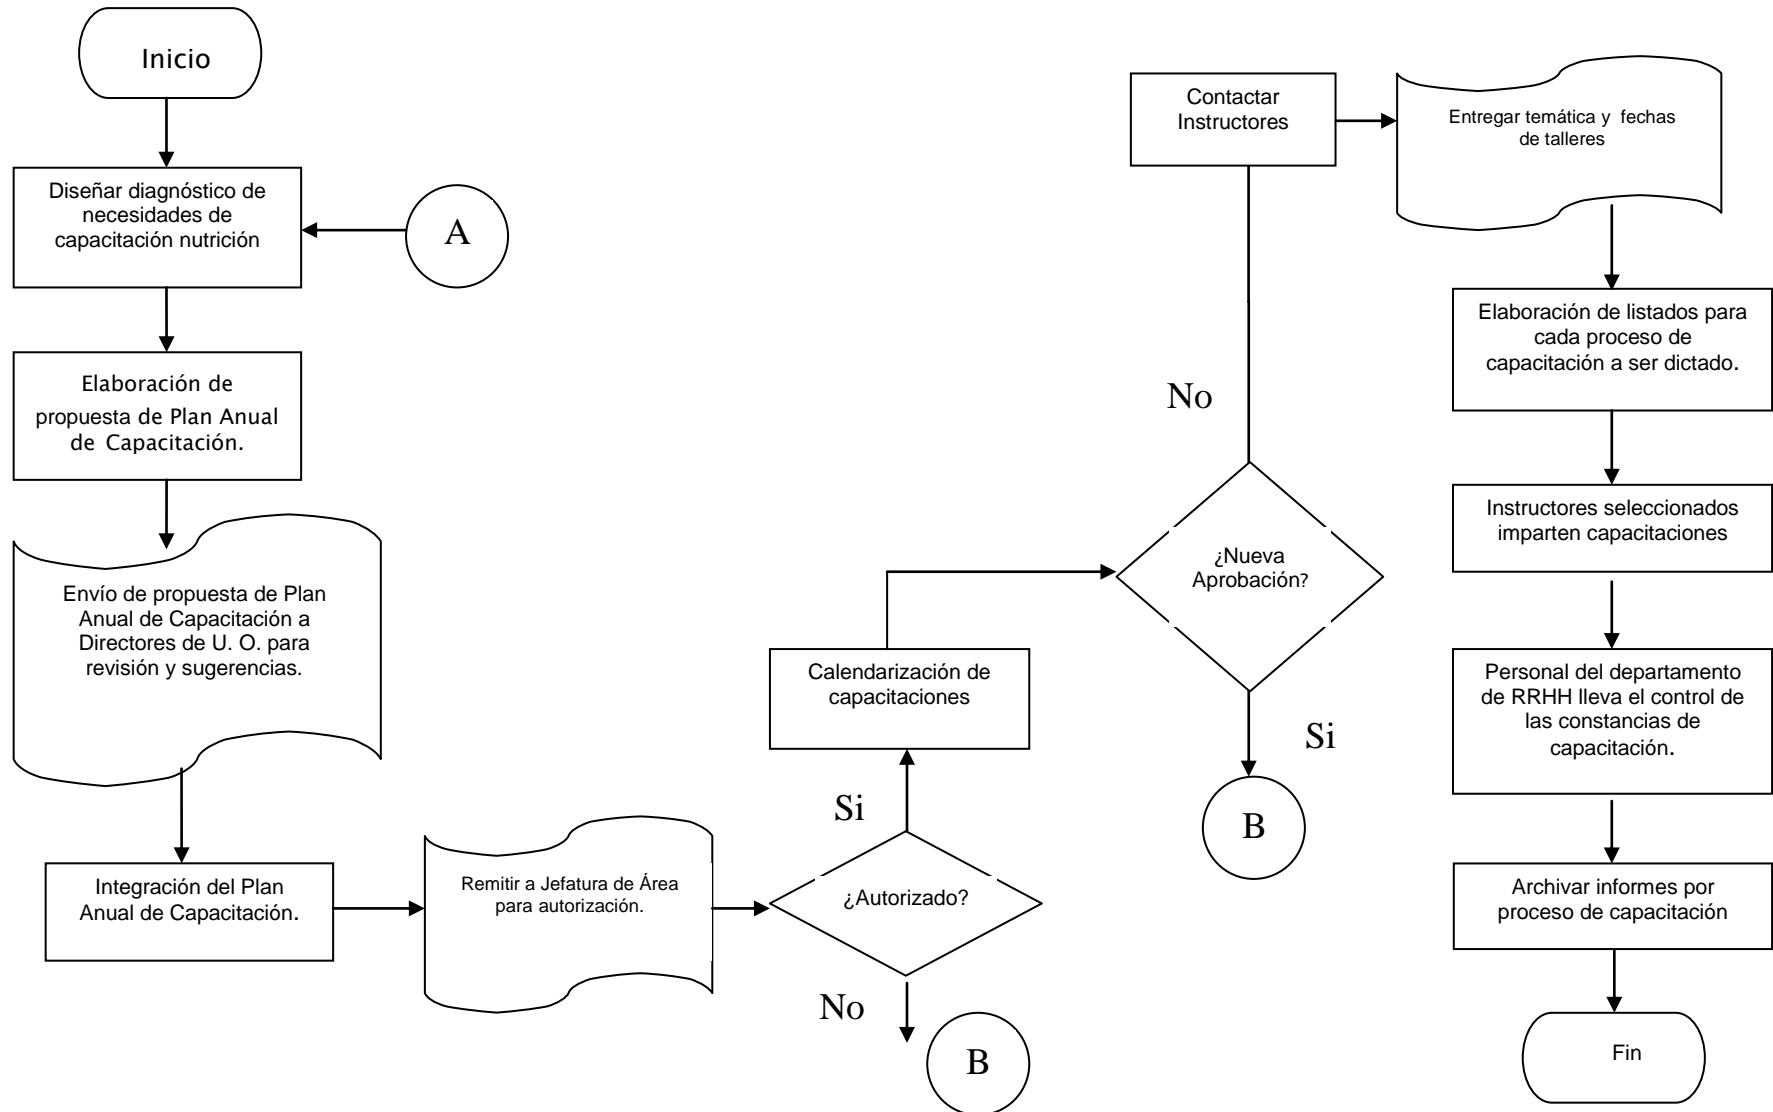 Inicio
Diseñar diagnóstico de
necesidades de
capacitación nutrición
A
Elaboración de
propuesta de Plan Anual
de Capacitación.
Envío de propuesta de Plan
Anual de Capacitación a
Directores de U. O. para
revisión y sugerencias.
Integración del Plan
Anual de Capacitación.
Remitir a Jefatura de Área
para autorización.
¿Autorizado?
Si
No
B
Calendarización de
capacitaciones
¿Nueva
Aprobación?
No
Si
B
Contactar
Instructores
Entregar temática y fechas
de talleres
Elaboración de listados para
cada proceso de
capacitación a ser dictado.
Instructores seleccionados
imparten capacitaciones
Personal del departamento
de RRHH lleva el control de
las constancias de
capacitación.
Archivar informes por
proceso de capacitación
Fin